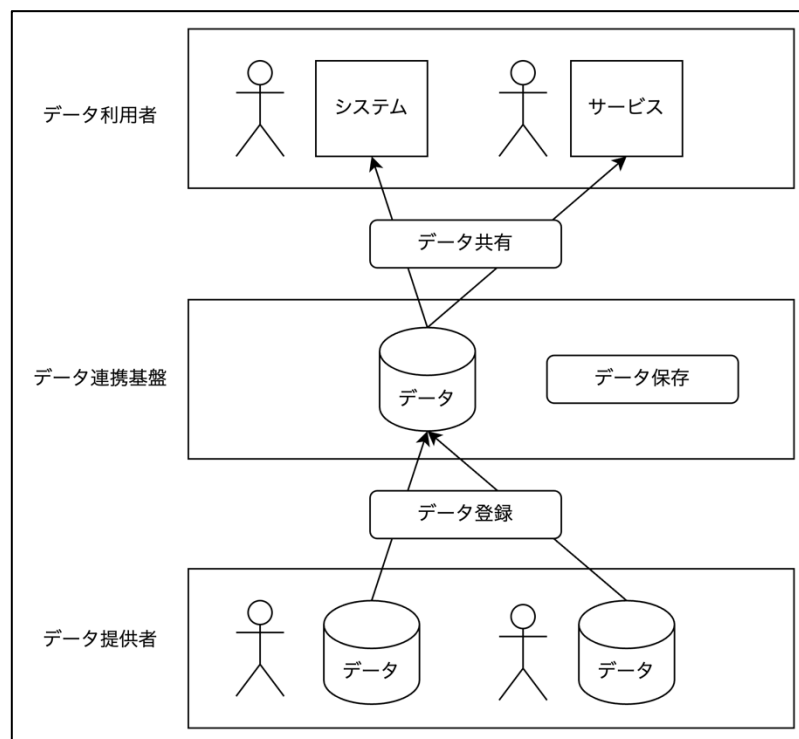 データ利用者
システム
サービス
データ共有
データ連携基盤
データ
データ保存
データ登録
データ提供者
データ
データ